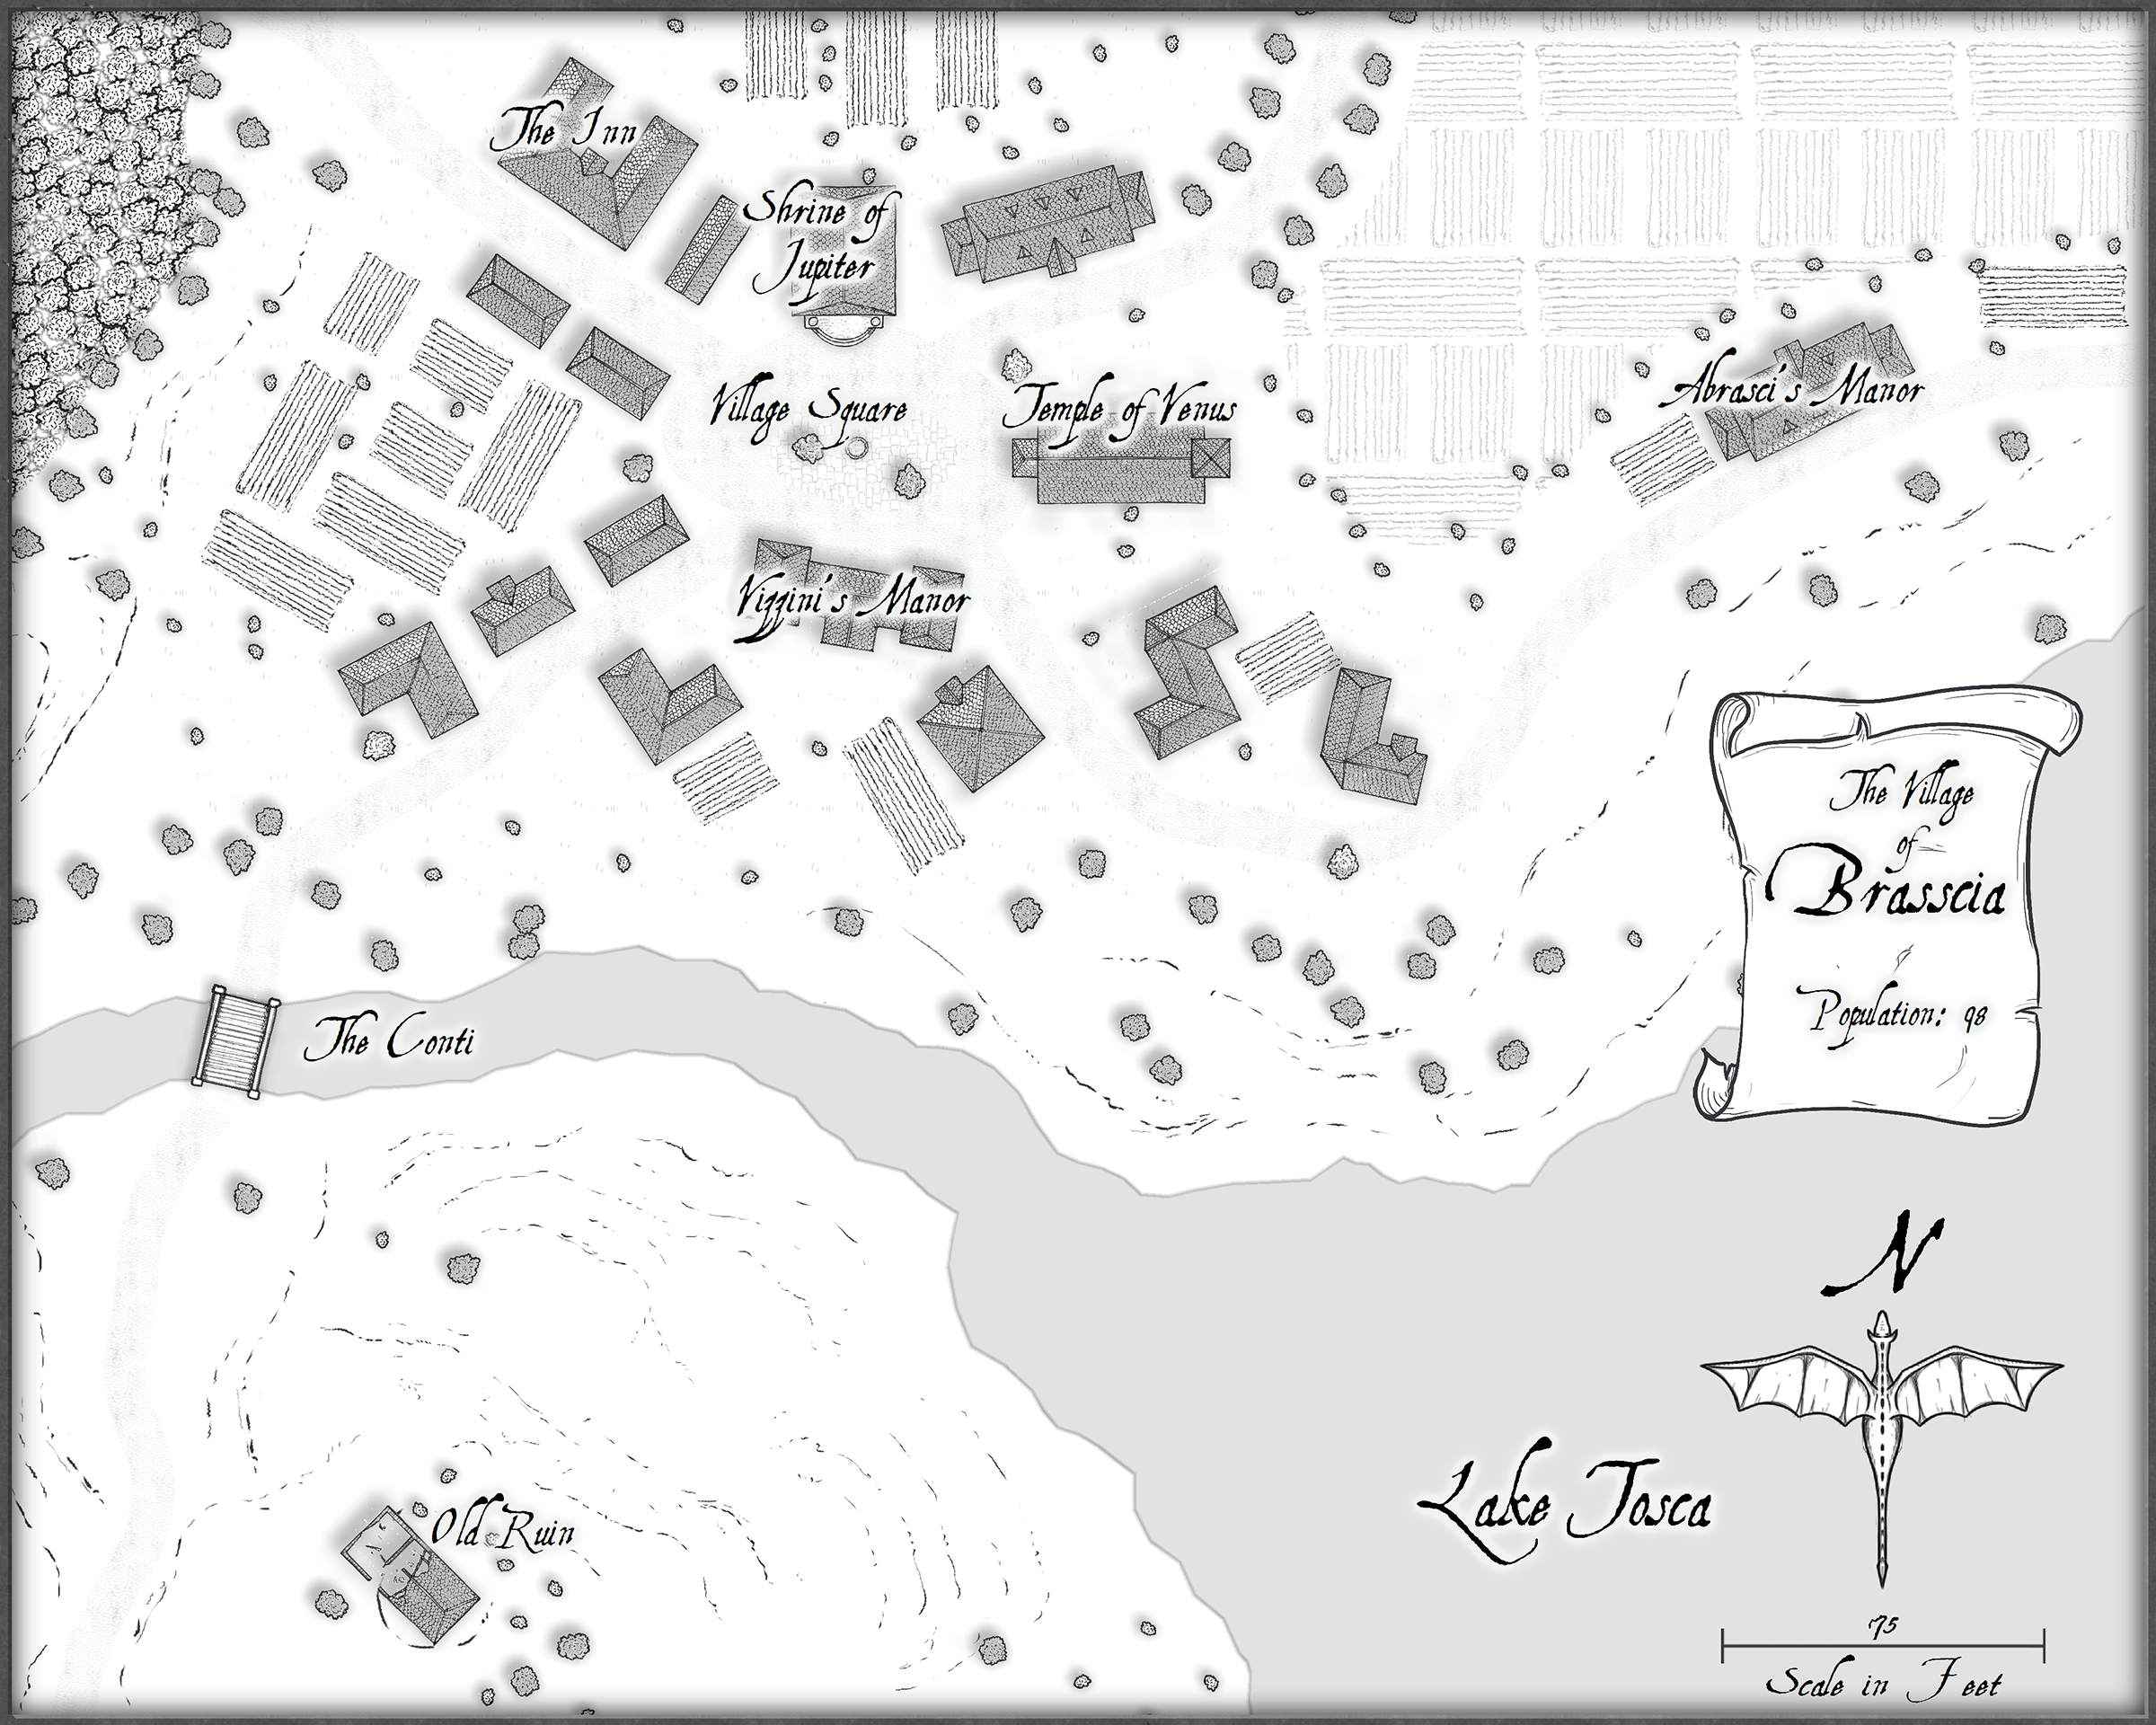 The Inn
Shrine of
Jupiter
Village Square
Temple of Venus
Abrasci's Manor
Vizzini's Manor
The Village
of
Brasscia
Population: 98
The Conti
N
Old Ruin
Lake Tosca
75
Scale in Feet